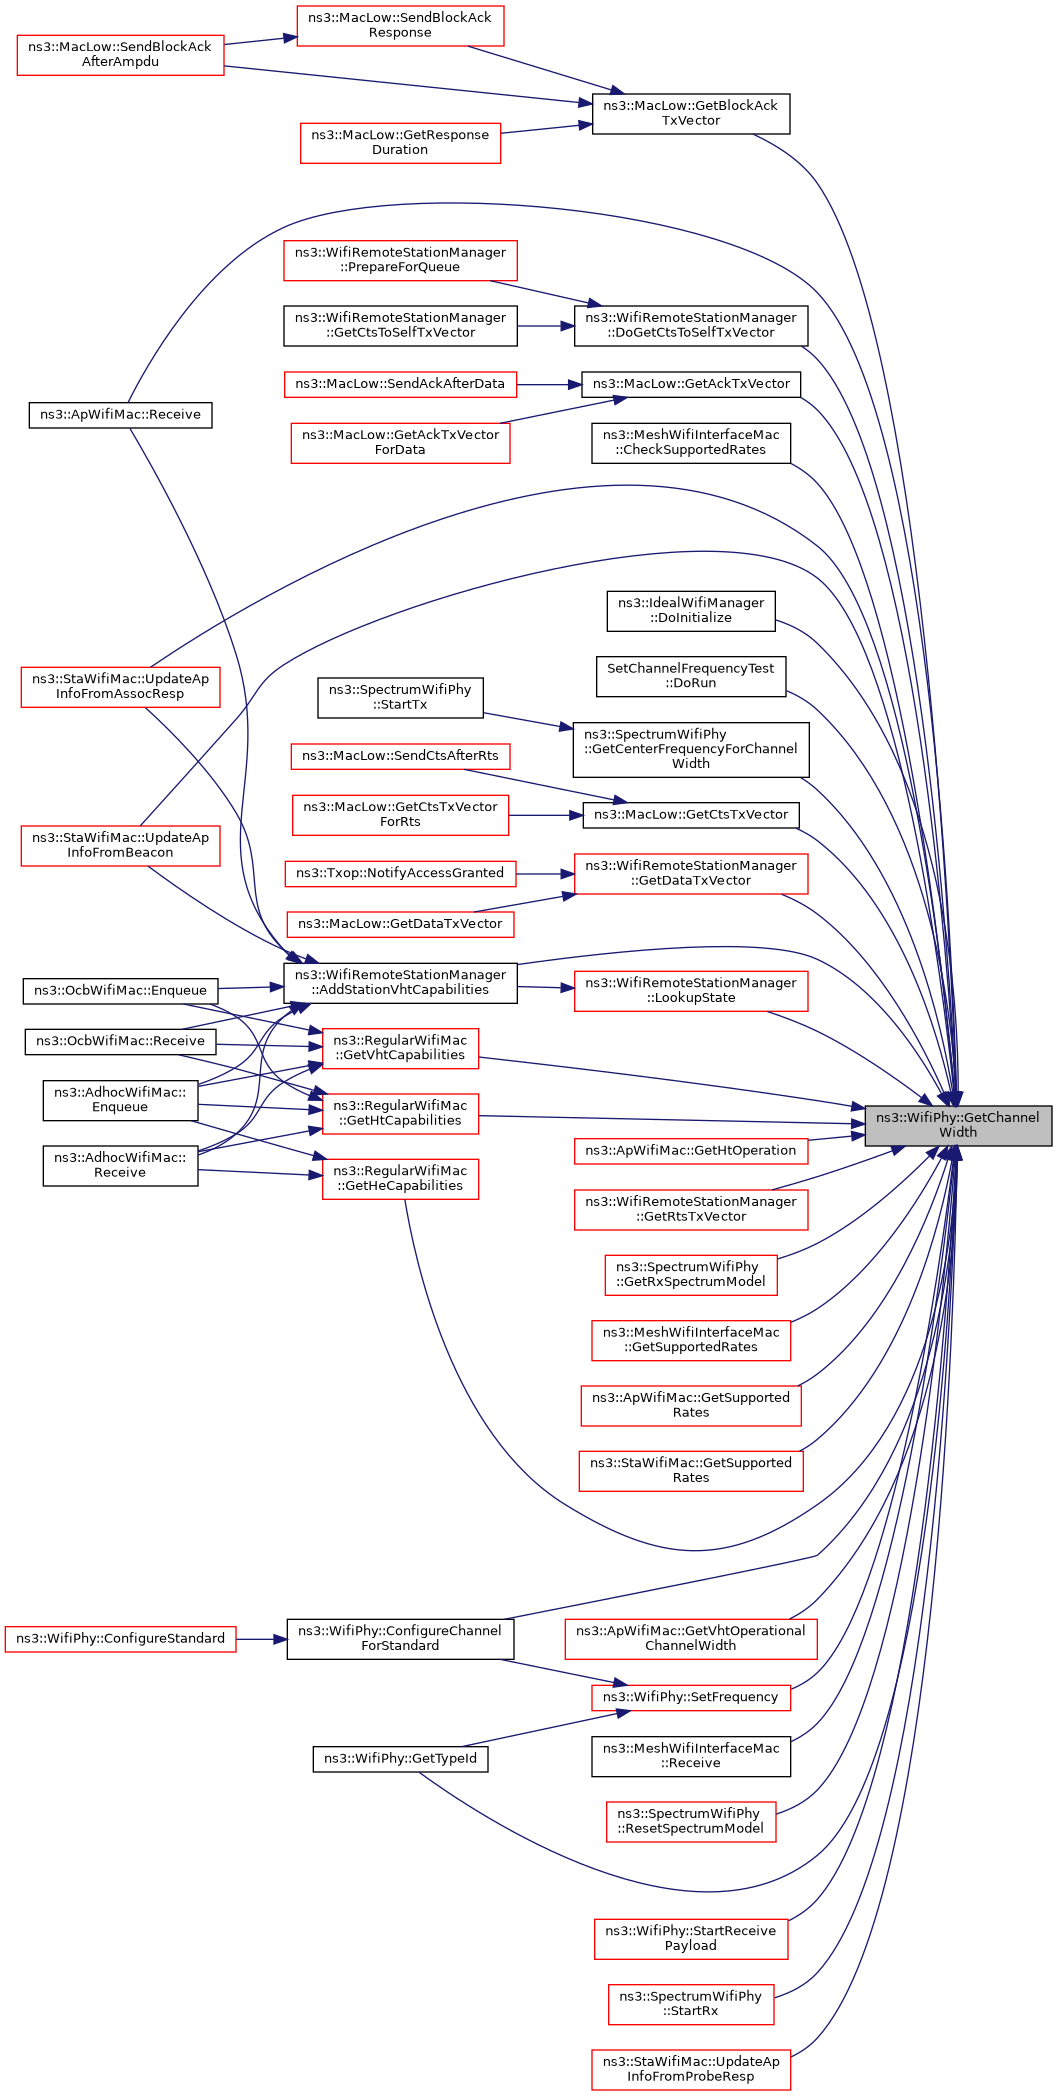 ns3::MacLow::SendBlockAck
Response
ns3::MacLow::SendBlockAck
AfterAmpdu
ns3::MacLow::GetBlockAck
TxVector
ns3::MacLow::GetResponse
Duration
ns3::WifiRemoteStationManager
::PrepareForQueue
ns3::WifiRemoteStationManager
::GetCtsToSelfTxVector
ns3::WifiRemoteStationManager
::DoGetCtsToSelfTxVector
ns3::MacLow::SendAckAfterData
ns3::MacLow::GetAckTxVector
ns3::ApWifiMac::Receive
ns3::MacLow::GetAckTxVector
ForData
ns3::MeshWifiInterfaceMac
::CheckSupportedRates
ns3::IdealWifiManager
::DoInitialize
ns3::StaWifiMac::UpdateAp
InfoFromAssocResp
SetChannelFrequencyTest
::DoRun
ns3::SpectrumWifiPhy
::StartTx
ns3::SpectrumWifiPhy
::GetCenterFrequencyForChannel
Width
ns3::MacLow::SendCtsAfterRts
ns3::MacLow::GetCtsTxVector
ForRts
ns3::MacLow::GetCtsTxVector
ns3::StaWifiMac::UpdateAp
InfoFromBeacon
ns3::Txop::NotifyAccessGranted
ns3::WifiRemoteStationManager
::GetDataTxVector
ns3::MacLow::GetDataTxVector
ns3::OcbWifiMac::Enqueue
ns3::WifiRemoteStationManager
::AddStationVhtCapabilities
ns3::WifiRemoteStationManager
::LookupState
ns3::OcbWifiMac::Receive
ns3::RegularWifiMac
::GetVhtCapabilities
ns3::AdhocWifiMac::
Enqueue
ns3::RegularWifiMac
::GetHtCapabilities
ns3::WifiPhy::GetChannel
Width
ns3::AdhocWifiMac::
Receive
ns3::RegularWifiMac
::GetHeCapabilities
ns3::ApWifiMac::GetHtOperation
ns3::WifiRemoteStationManager
::GetRtsTxVector
ns3::SpectrumWifiPhy
::GetRxSpectrumModel
ns3::MeshWifiInterfaceMac
::GetSupportedRates
ns3::ApWifiMac::GetSupported
Rates
ns3::StaWifiMac::GetSupported
Rates
ns3::WifiPhy::ConfigureStandard
ns3::WifiPhy::ConfigureChannel
ForStandard
ns3::ApWifiMac::GetVhtOperational
ChannelWidth
ns3::WifiPhy::SetFrequency
ns3::WifiPhy::GetTypeId
ns3::MeshWifiInterfaceMac
::Receive
ns3::SpectrumWifiPhy
::ResetSpectrumModel
ns3::WifiPhy::StartReceive
Payload
ns3::SpectrumWifiPhy
::StartRx
ns3::StaWifiMac::UpdateAp
InfoFromProbeResp